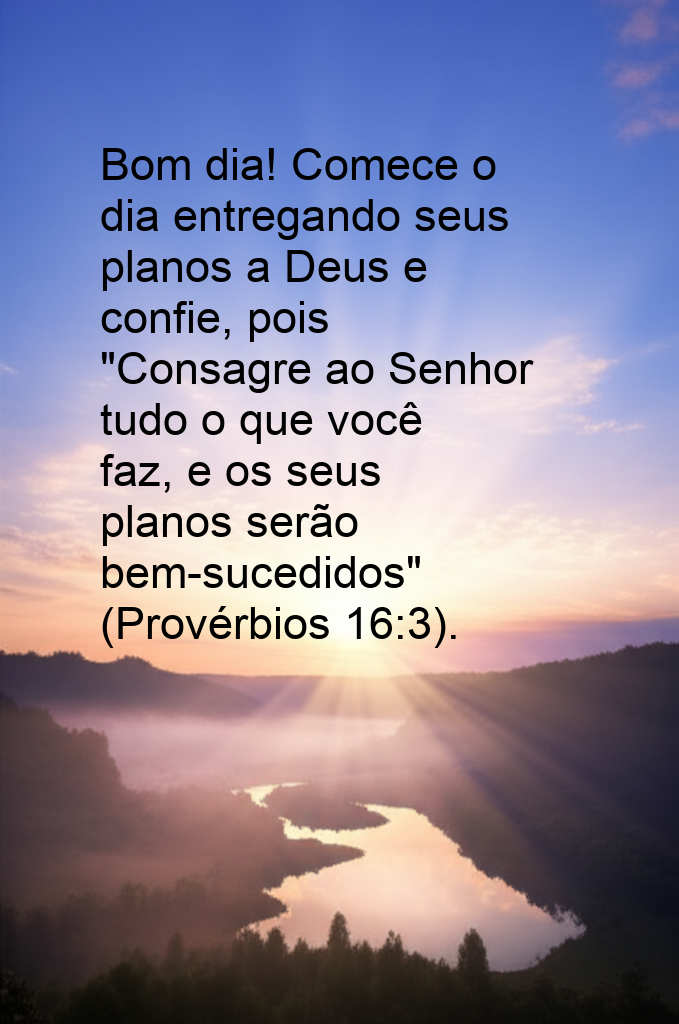 Bom dia! Comece o
dia entregando seus
planos a Deus e
confie, pois
"Consagre ao Senhor
tudo o que você
faz, e os seus
planos serão
bem-sucedidos"
(Provérbios 16:3).